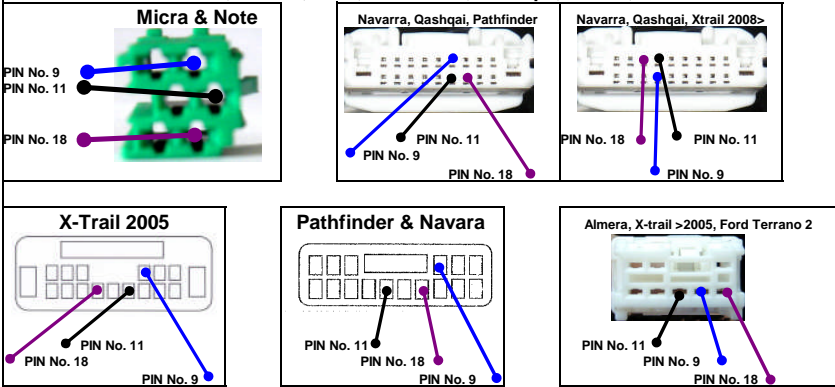 Micra & Note
PIN No. 9
PIN No. 11
PIN No. 18
Navarra, Qashqai, Pathfinder
PIN No. 11
PIN No. 9
PIN No. 18
Navarra, Qashqai, Xtrail 2008>
PIN No. 18
PIN No. 11
PIN No. 9
X-Trail 2005
PIN No. 11
PIN No. 18
PIN No. 9
Pathfinder & Navara
PIN No. 11
PIN No. 18
PIN No. 9
Almera, X-trail >2005, Ford Terrano 2
PIN No. 11
PIN No. 9
PIN No. 18